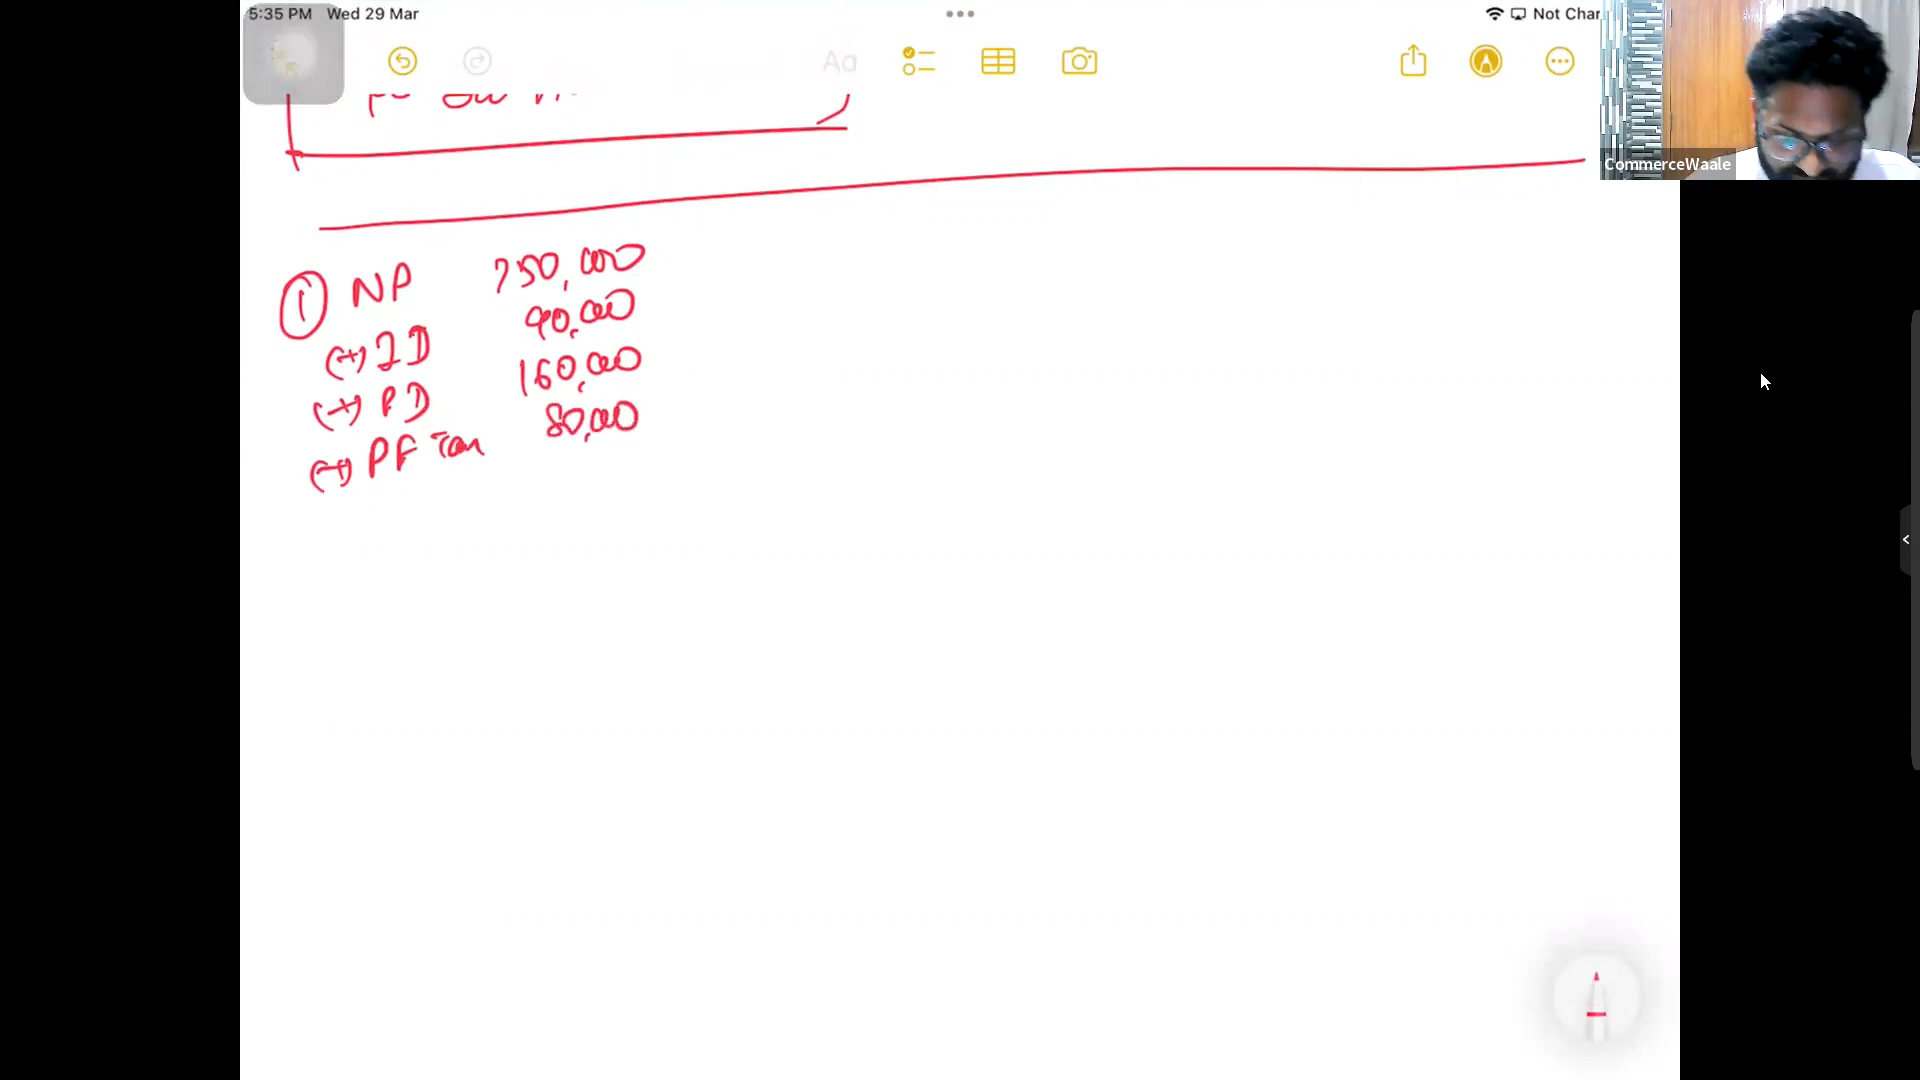 5:35 PM Wed 29 Mar
Not Char
Aa
CommerceWaale
① NP 750,000
(+) ID 90,000
(+) PD 160,000
(+) PF 80,000